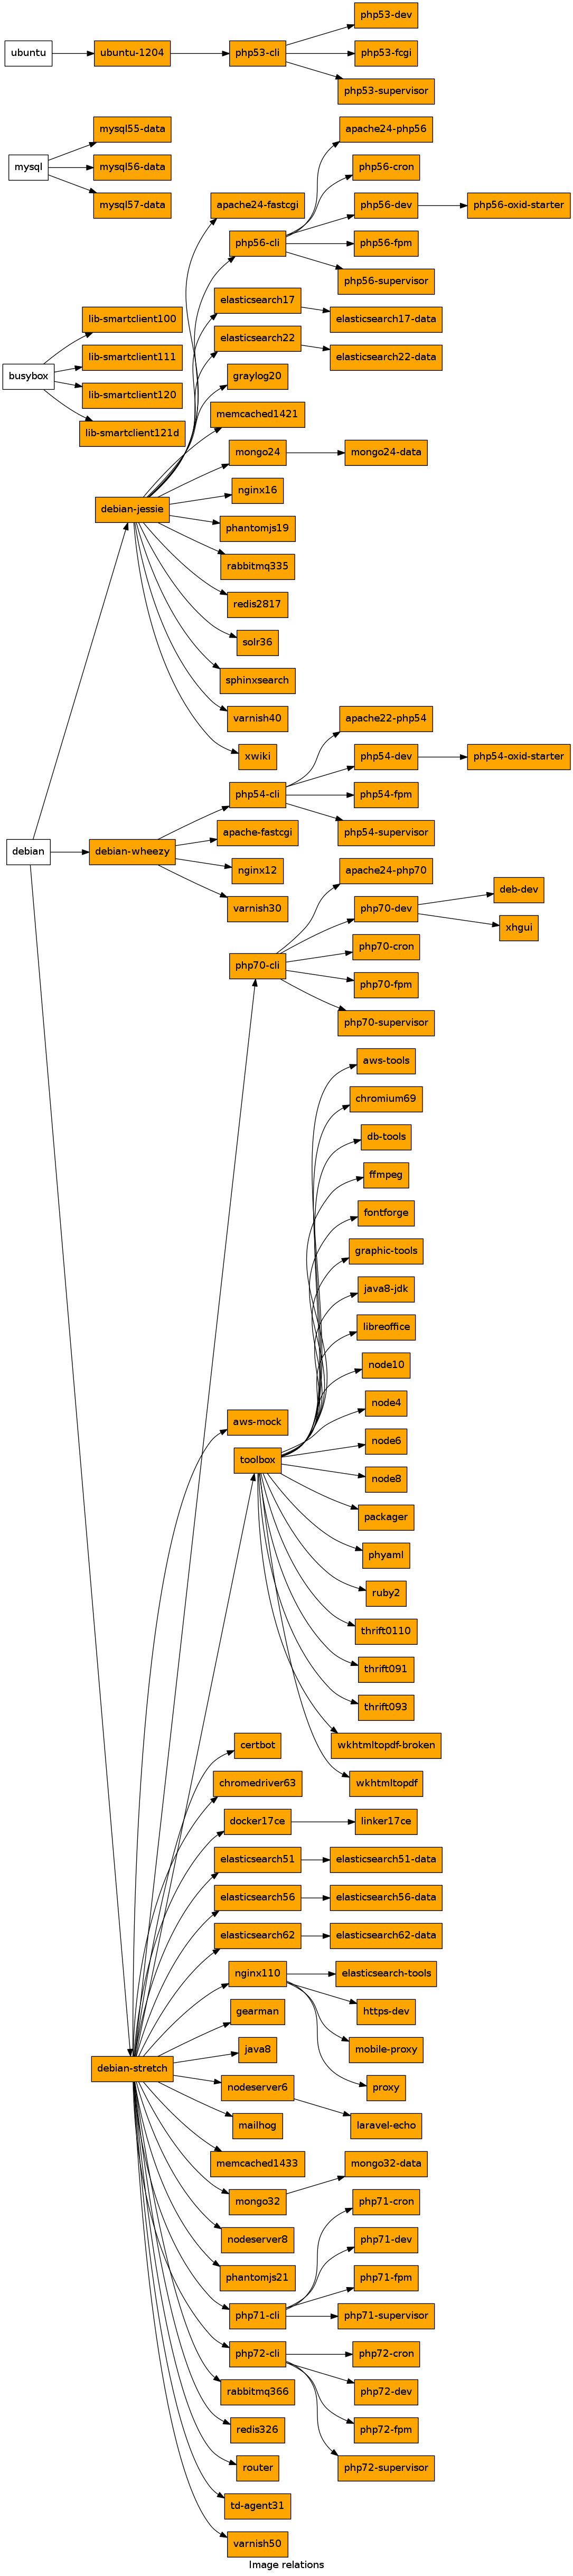 php53-dev
ubuntu
ubuntu-1204
php53-cli
php53-fcgi
php53-supervisor
mysql55-data
apache24-php56
mysql
mysql56-data
php56-cron
mysql57-data
apache24-fastcgi
php56-dev
php56-oxid-starter
php56-cli
php56-fpm
php56-supervisor
elasticsearch17
lib-smartclient100
elasticsearch17-data
elasticsearch22
lib-smartclient111
elasticsearch22-data
busybox
graylog20
lib-smartclient120
memcached1421
lib-smartclient121d
mongo24
mongo24-data
nginx16
debian-jessie
phantomjs19
rabbitmq335
redis2817
solr36
sphinxsearch
varnish40
apache22-php54
xwiki
php54-dev
php54-oxid-starter
php54-cli
php54-fpm
apache-fastcgi
php54-supervisor
debian
debian-wheezy
nginx12
apache24-php70
deb-dev
varnish30
php70-dev
xhgui
php70-cron
php70-cli
php70-fpm
php70-supervisor
aws-tools
chromium69
db-tools
ffmpeg
fontforge
graphic-tools
java8-jdk
libreoffice
node10
node4
aws-mock
node6
toolbox
node8
packager
phyaml
ruby2
thrift0110
thrift091
thrift093
certbot
wkhtmltopdf-broken
chromedriver63
wkhtmltopdf
docker17ce
linker17ce
elasticsearch51
elasticsearch51-data
elasticsearch56
elasticsearch56-data
elasticsearch62
elasticsearch62-data
nginx110
elasticsearch-tools
gearman
https-dev
java8
mobile-proxy
debian-stretch
nodeserver6
proxy
mailhog
laravel-echo
memcached1433
mongo32-data
mongo32
php71-cron
nodeserver8
php71-dev
phantomjs21
php71-fpm
php71-cli
php71-supervisor
php72-cli
php72-cron
rabbitmq366
php72-dev
redis326
php72-fpm
router
php72-supervisor
td-agent31
varnish50
Image relations